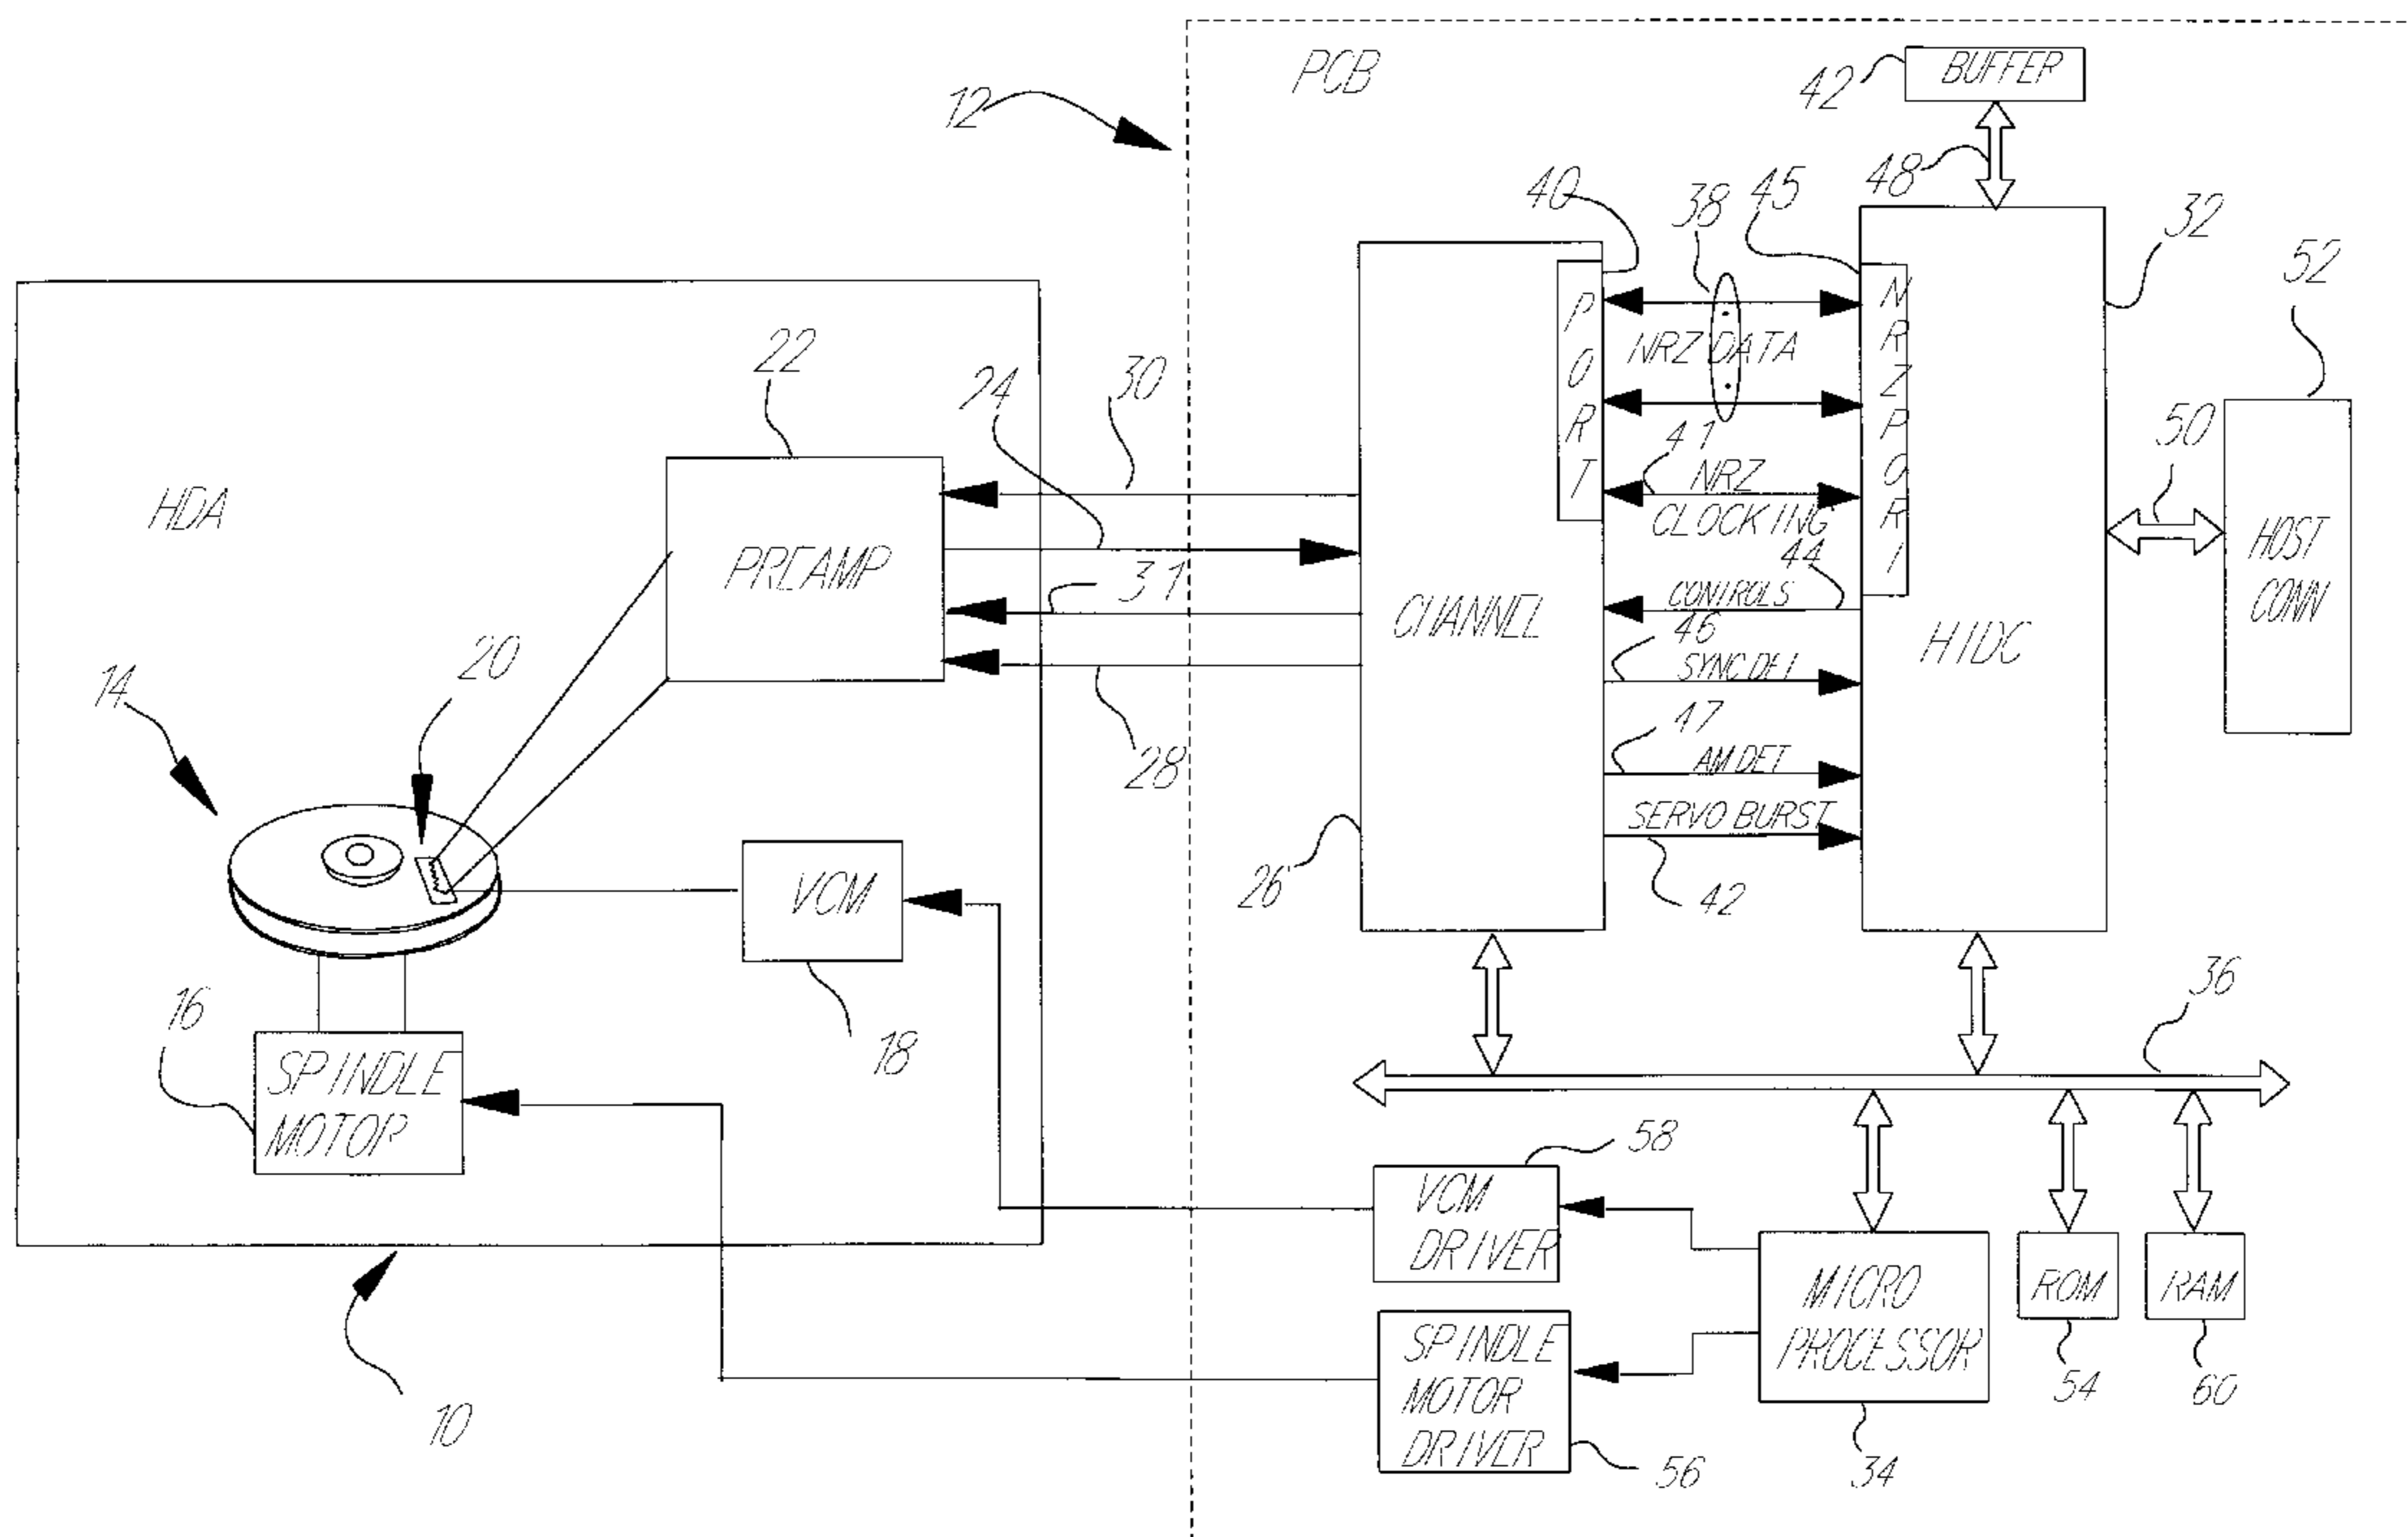 PCB
12
42
BUFFER
48
40
38
45
32
52
HDA
22
24
30
PORT
NRZ DATA
NRZ PORT
41
NRZ
CLOCKING
50
HOST
CONN
PREAMP
31
CHANNEL
44
CONTROLS
46
SYNC DET
HIDC
14
20
28
47
AM DET
SERVO BURST
26
42
VCM
18
16
SPINDLE
MOTOR
36
58
VCM
DRIVER
MICRO
PROCESSOR
ROM
RAM
10
SPINDLE
MOTOR
DRIVER
56
34
54
60